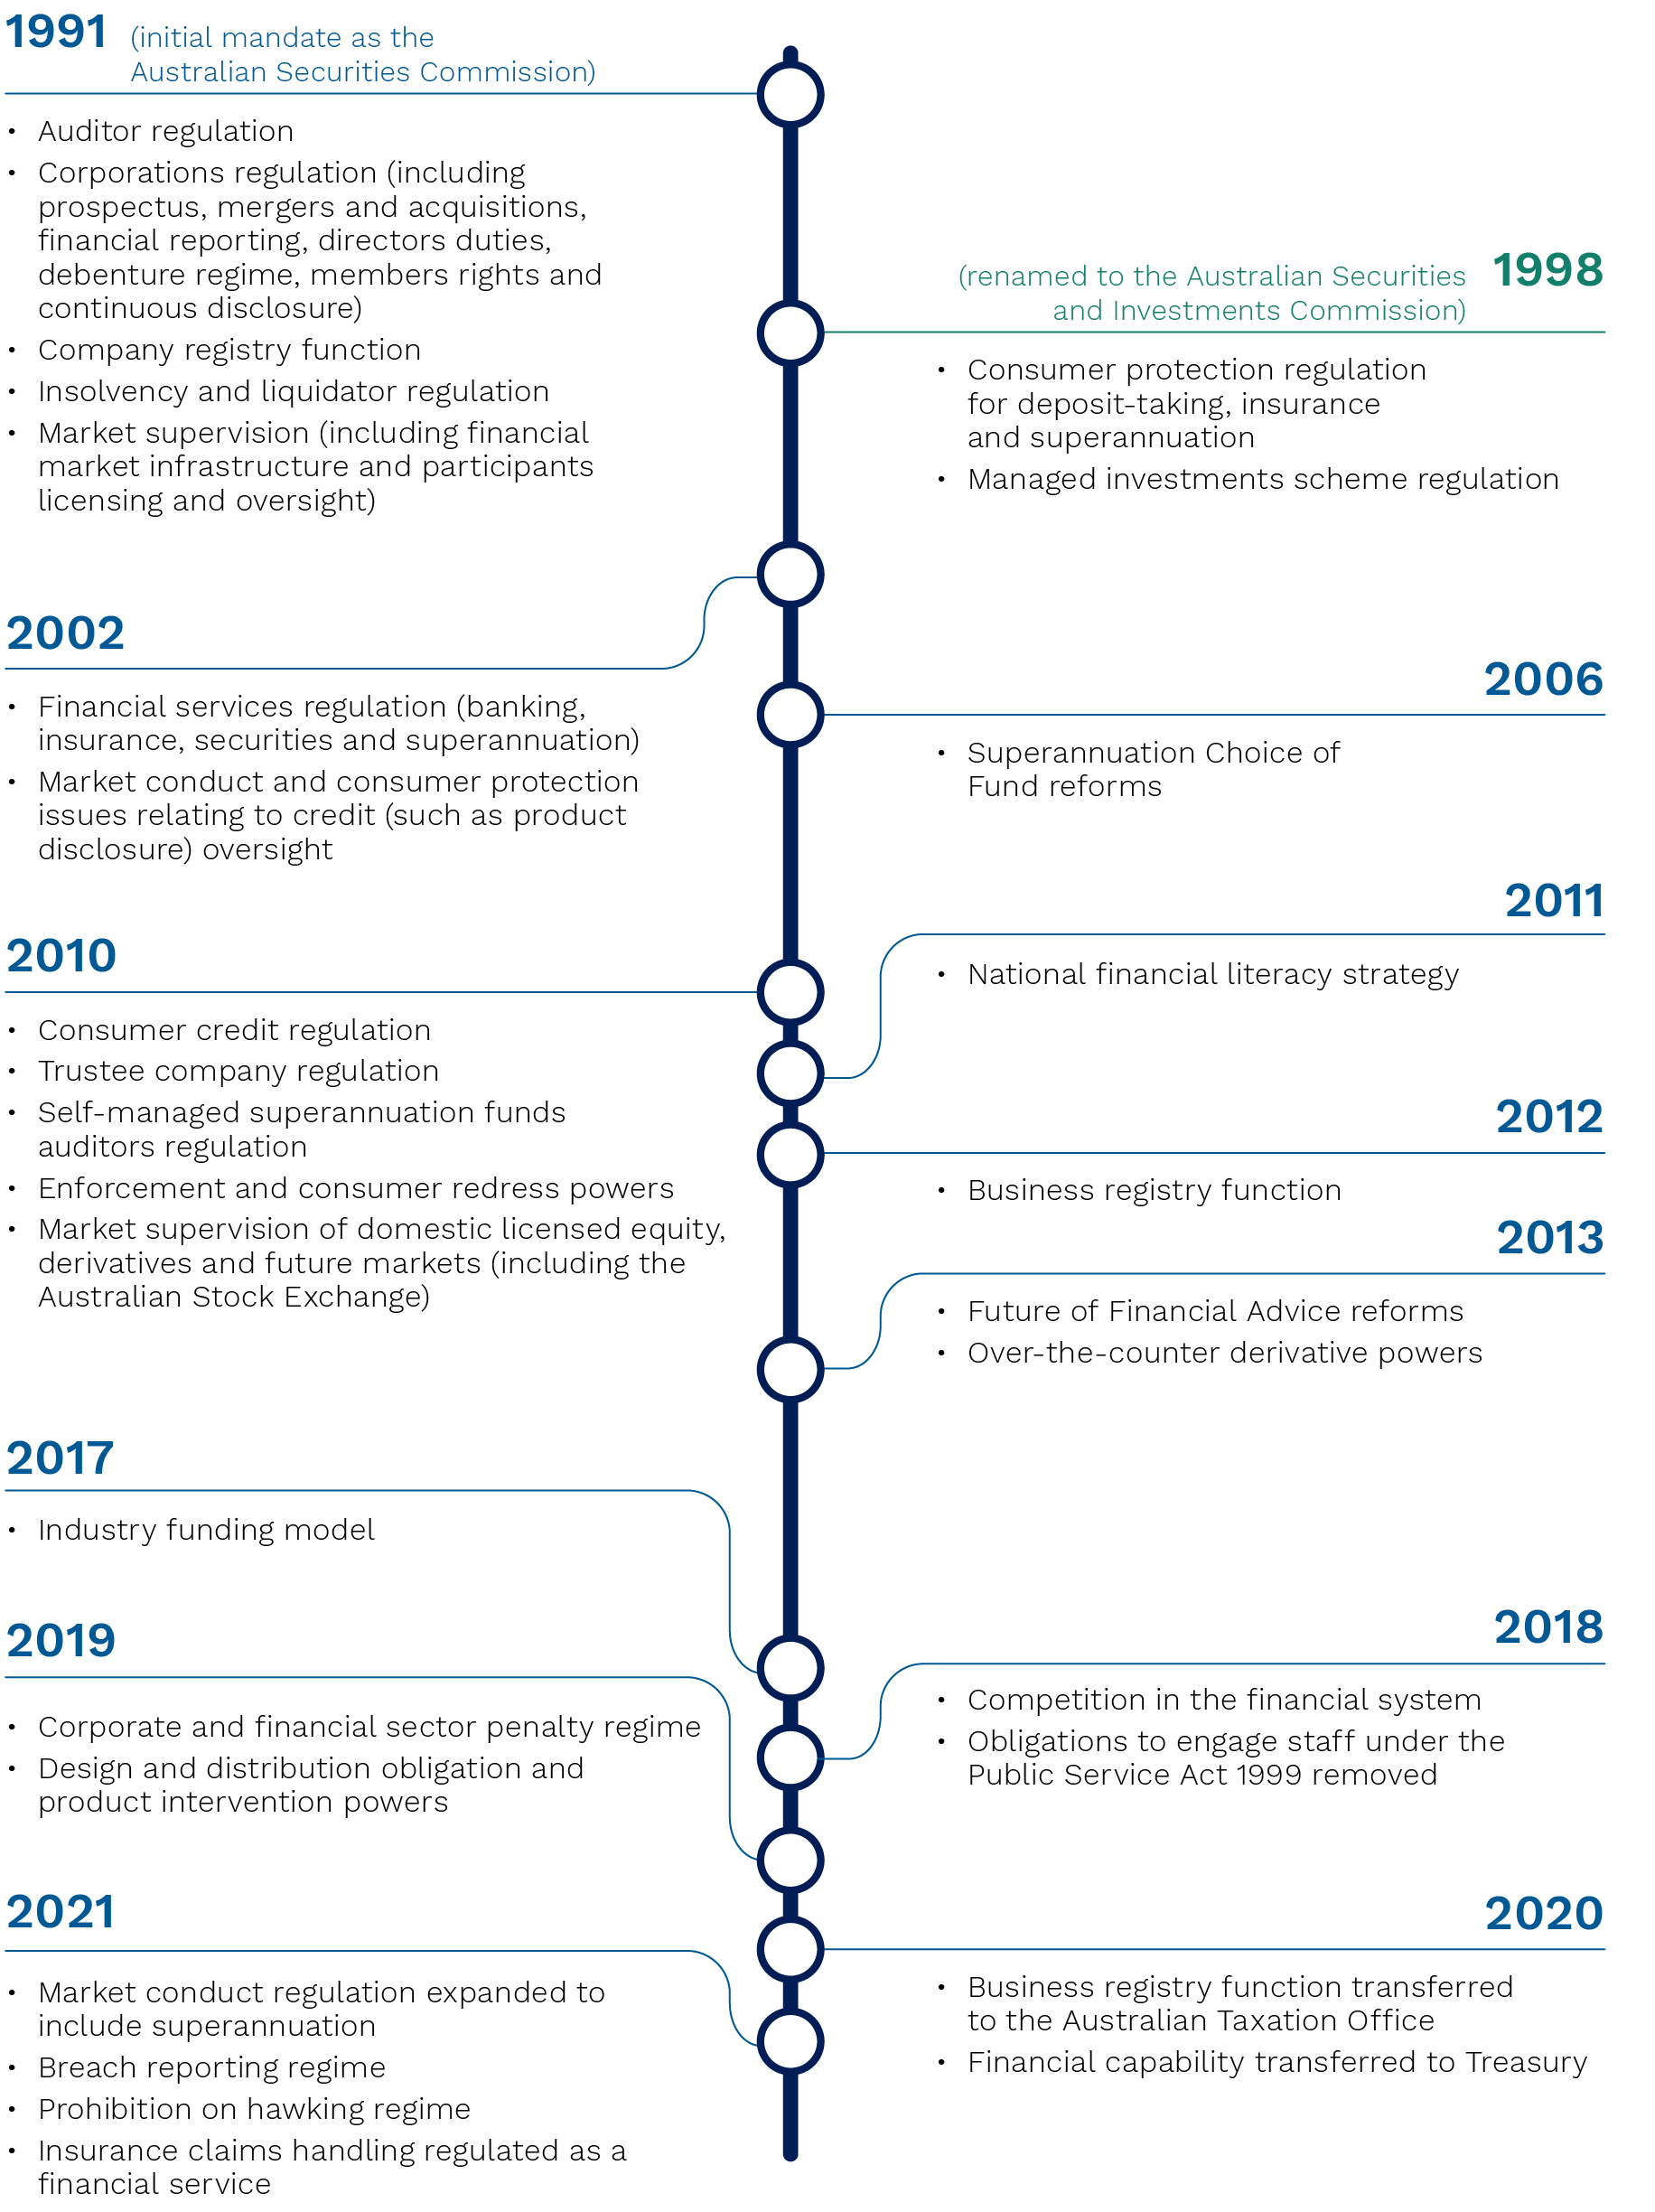 1991 (initial mandate as the
Australian Securities Commission)
• Auditor regulation
• Corporations regulation (including
prospectus, mergers and acquisitions,
financial reporting, directors duties,
debenture regime, members rights and
continuous disclosure)
• Company registry function
• Insolvency and liquidator regulation
• Market supervision (including financial
market infrastructure and participants
licensing and oversight)
(renamed to the Australian Securities 1998
and Investments Commission)
• Consumer protection regulation
for deposit-taking, insurance
and superannuation
• Managed investments scheme regulation
2002
• Financial services regulation (banking,
insurance, securities and superannuation)
• Market conduct and consumer protection
issues relating to credit (such as product
disclosure) oversight
2006
• Superannuation Choice of
Fund reforms
2010
• Consumer credit regulation
• Trustee company regulation
• Self-managed superannuation funds
auditors regulation
• Enforcement and consumer redress powers
• Market supervision of domestic licensed equity,
derivatives and future markets (including the
Australian Stock Exchange)
2011
• National financial literacy strategy
2012
• Business registry function
2013
• Future of Financial Advice reforms
• Over-the-counter derivative powers
2017
• Industry funding model
2018
• Competition in the financial system
• Obligations to engage staff under the
Public Service Act 1999 removed
2019
• Corporate and financial sector penalty regime
• Design and distribution obligation and
product intervention powers
2020
• Business registry function transferred
to the Australian Taxation Office
• Financial capability transferred to Treasury
2021
• Market conduct regulation expanded to
include superannuation
• Breach reporting regime
• Prohibition on hawking regime
• Insurance claims handling regulated as a
financial service